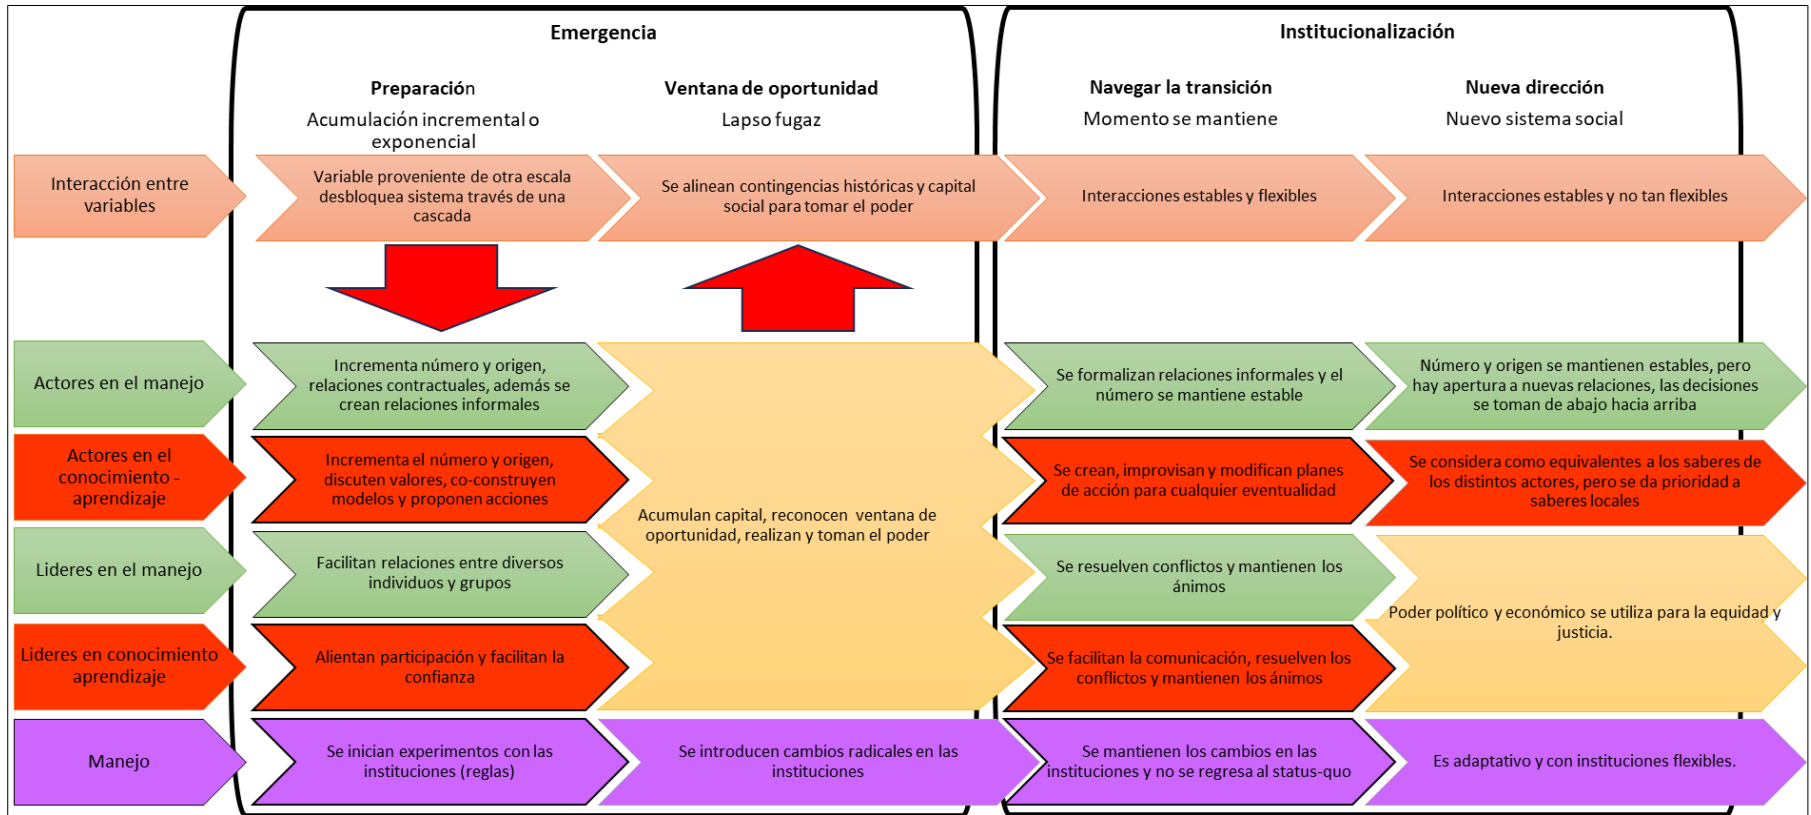 Emergencia
Institucionalización
Preparación
Acumulación incremental o
exponencial
Ventana de oportunidad
Lapso fugaz
Navegar la transición
Momento se mantiene
Nueva dirección
Nuevo sistema social
Interacción entre
variables
Variable proveniente de otra escala
desbloquea sistema través de una
cascada
Se alinean contingencias históricas y capital
social para tomar el poder
Interacciones estables y flexibles
Interacciones estables y no tan flexibles
Actores en el manejo
Incrementa número y origen,
relaciones contractuales, además se
crean relaciones informales
Se formalizan relaciones informales y el
número se mantiene estable
Número y origen se mantienen estables, pero
hay apertura a nuevas relaciones, las decisiones
se toman de abajo hacia arriba
Actores en el
conocimiento -
aprendizaje
Incrementa el número y origen,
discuten valores, co-construyen
modelos y proponen acciones
Acumulan capital, reconocen ventana de
oportunidad, realizan y toman el poder
Se crean, improvisan y modifican planes
de acción para cualquier eventualidad
Se considera como equivalentes a los saberes de
los distintos actores, pero se da prioridad a
saberes locales
Lideres en el manejo
Facilitan relaciones entre diversos
individuos y grupos
Se resuelven conflictos y mantienen los
ánimos
Poder político y económico se utiliza para la equidad y
justicia.
Lideres en conocimiento
aprendizaje
Alientan participación y facilitan la
confianza
Se facilitan la comunicación, resuelven los
conflictos y mantienen los ánimos
Manejo
Se inician experimentos con las
instituciones (reglas)
Se introducen cambios radicales en las
instituciones
Se mantienen los cambios en las
instituciones y no se regresa al status-quo
Es adaptativo y con instituciones flexibles.